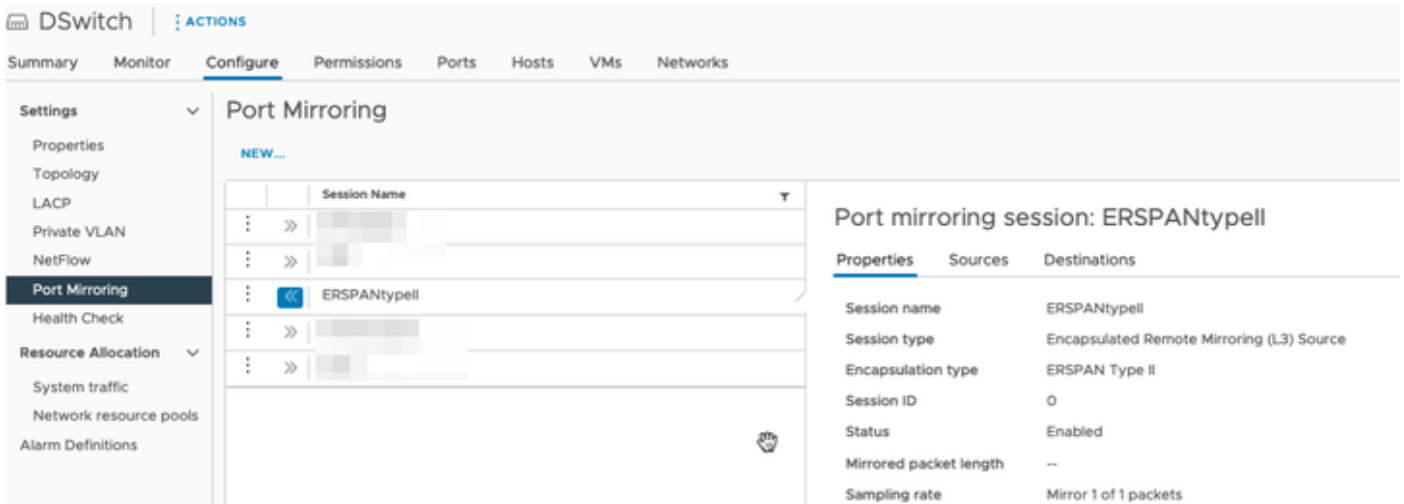 DSwitch ACTIONS
Summary Monitor Configure Permissions Ports Hosts VMs Networks
Settings
Properties
Topology
LACP
Private VLAN
NetFlow
Port Mirroring
Health Check
Resource Allocation
System traffic
Network resource pools
Alarm Definitions
Port Mirroring
NEW...
Session Name
ERSPANtypeII
Port mirroring session: ERSPANtypeII
Properties Sources Destinations
Session name ERSPANtypeII
Session type Encapsulated Remote Mirroring (L3) Source
Encapsulation type ERSPAN Type II
Session ID 0
Status Enabled
Mirrored packet length --
Sampling rate Mirror 1 of 1 packets